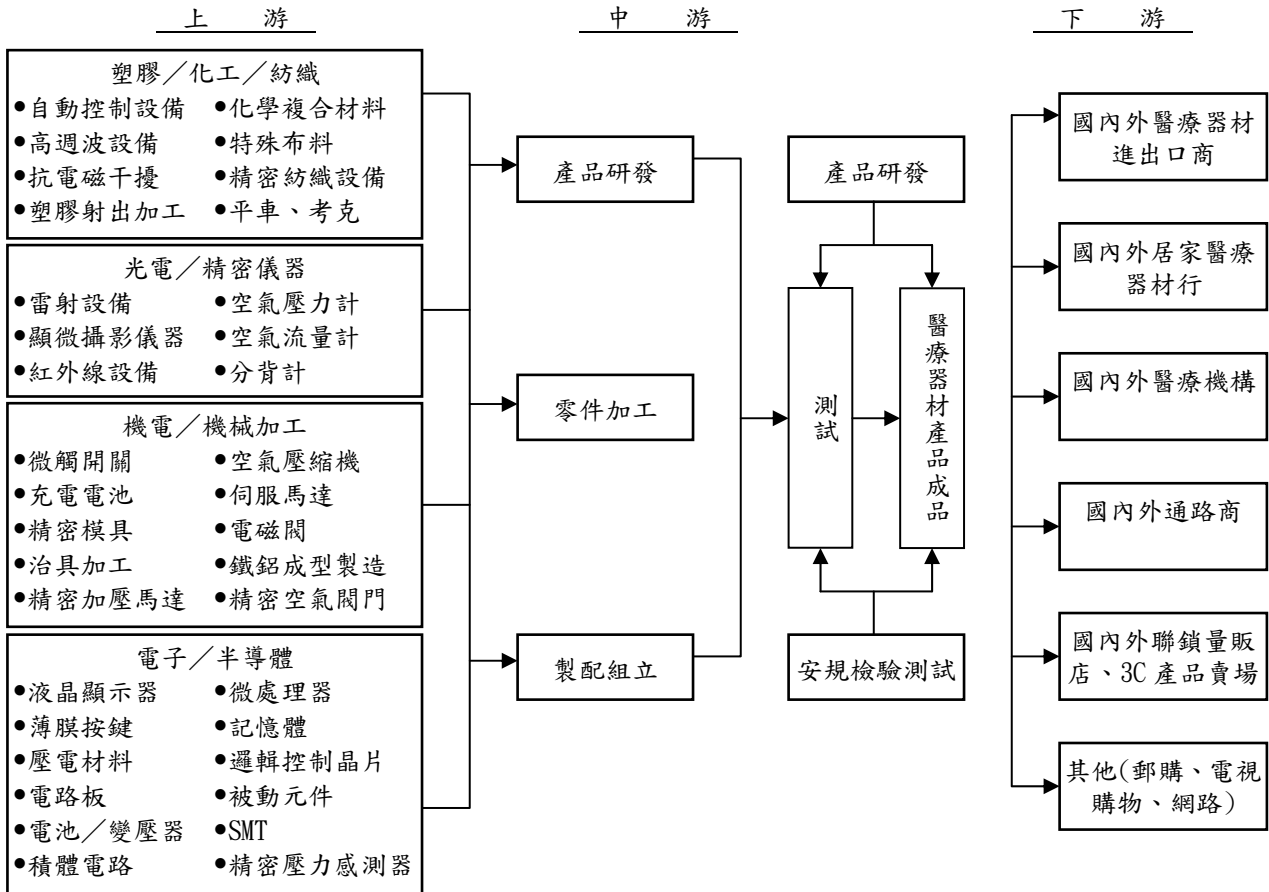 上　游
中　游
下　游
塑膠／化工／紡織
●自動控制設備 ●化學複合材料
●高週波設備 ●特殊布料
●抗電磁干擾 ●精密紡織設備
●塑膠射出加工 ●平車、考克
光電／精密儀器
●雷射設備 ●空氣壓力計
●顯微攝影儀器 ●空氣流量計
●紅外線設備 ●分背計
機電／機械加工
●微觸開關 ●空氣壓縮機
●充電電池 ●伺服馬達
●精密模具 ●電磁閥
●治具加工 ●鐵鋁成型製造
●精密加壓馬達 ●精密空氣閥門
電子／半導體
●液晶顯示器 ●微處理器
●薄膜按鍵 ●記憶體
●壓電材料 ●邏輯控制晶片
●電路板 ●被動元件
●電池／變壓器 ●SMT
●積體電路 ●精密壓力感測器
產品研發
零件加工
製配組立
產品研發
測試
醫療器材產品成品
安規檢驗測試
國內外醫療器材
進出口商
國內外居家醫療
器材行
國內外醫療機構
國內外通路商
國內外聯鎖量販
店、3C 產品賣場
其他(郵購、電視
購物、網路)